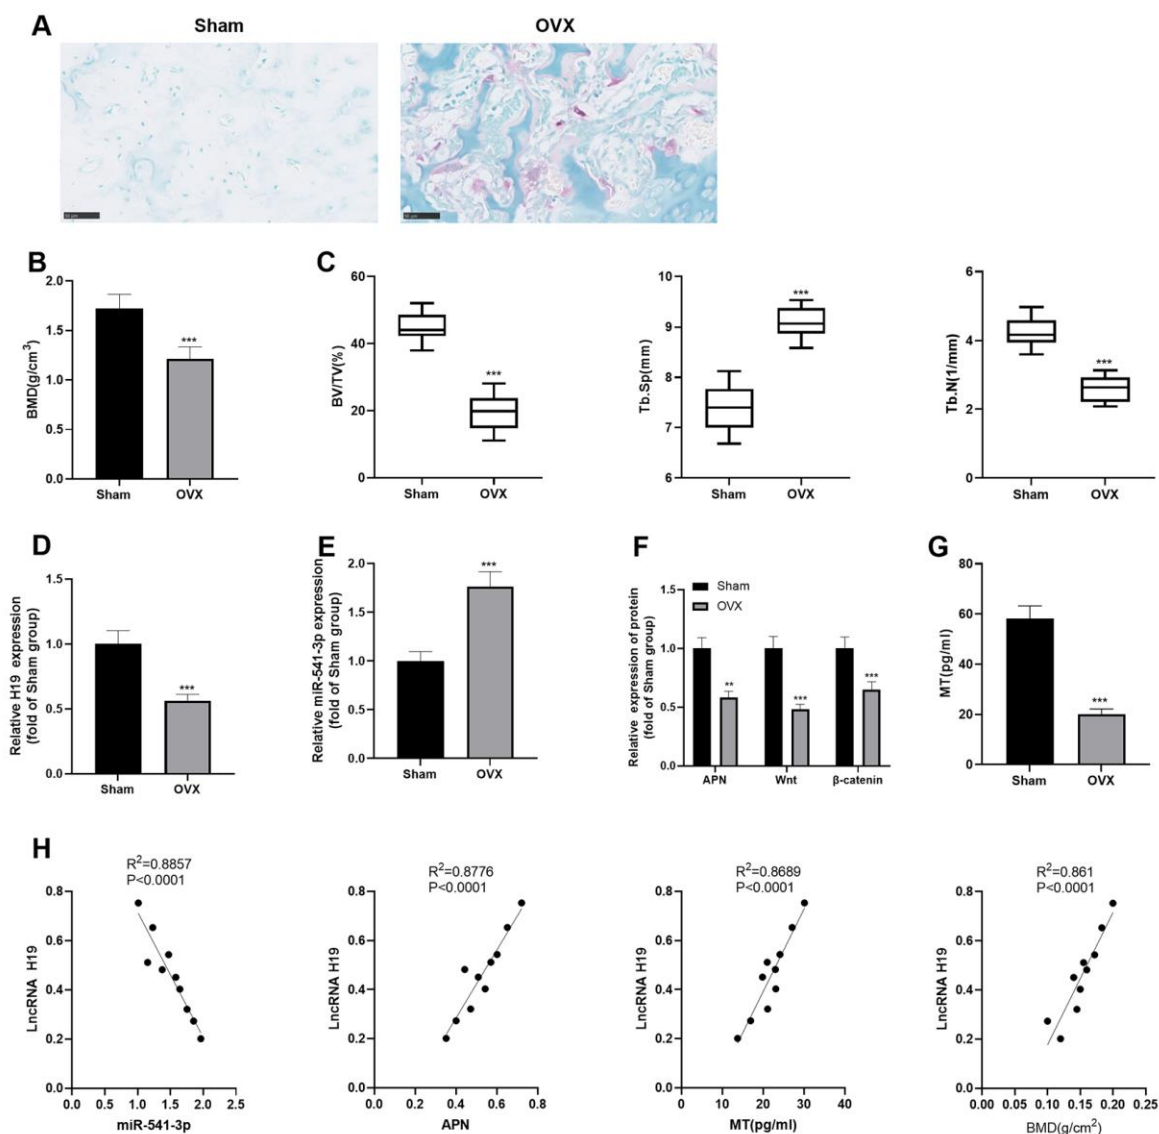 A
Sham
OVX
B
BMD(g/cm3)
2.0
1.5
1.0
0.5
0.0
***
Sham
OVX
C
BV/TV(%)
60
40
20
0
***
Sham
OVX
Tb.Sp(mm)
10
9
8
7
6
***
Sham
OVX
Tb.N(1/mm)
6
4
2
0
***
Sham
OVX
D
Relative H19 expression
(fold of Sham group)
1.5
1.0
0.5
0.0
***
Sham
OVX
E
Relative miR-541-3p expression
(fold of Sham group)
2.0
1.5
1.0
0.5
0.0
***
Sham
OVX
F
Relative expression of protein
(fold of Sham group)
1.5
1.0
0.5
0.0
Sham
OVX
**
***
***
APN
Wnt
β-catenin
G
MT(pg/ml)
80
60
40
20
0
***
Sham
OVX
H
R2=0.8857
P<0.0001
LncRNA H19
0.8
0.6
0.4
0.2
0.0
0.0 0.5 1.0 1.5 2.0 2.5
miR-541-3p
R2=0.8776
P<0.0001
LncRNA H19
0.8
0.6
0.4
0.2
0.0
0.0 0.2 0.4 0.6 0.8
APN
R2=0.8689
P<0.0001
LncRNA H19
0.8
0.6
0.4
0.2
0.0
0 10 20 30 40
MT(pg/ml)
R2=0.861
P<0.0001
LncRNA H19
0.8
0.6
0.4
0.2
0.0
0.00 0.05 0.10 0.15 0.20 0.25
BMD(g/cm2)